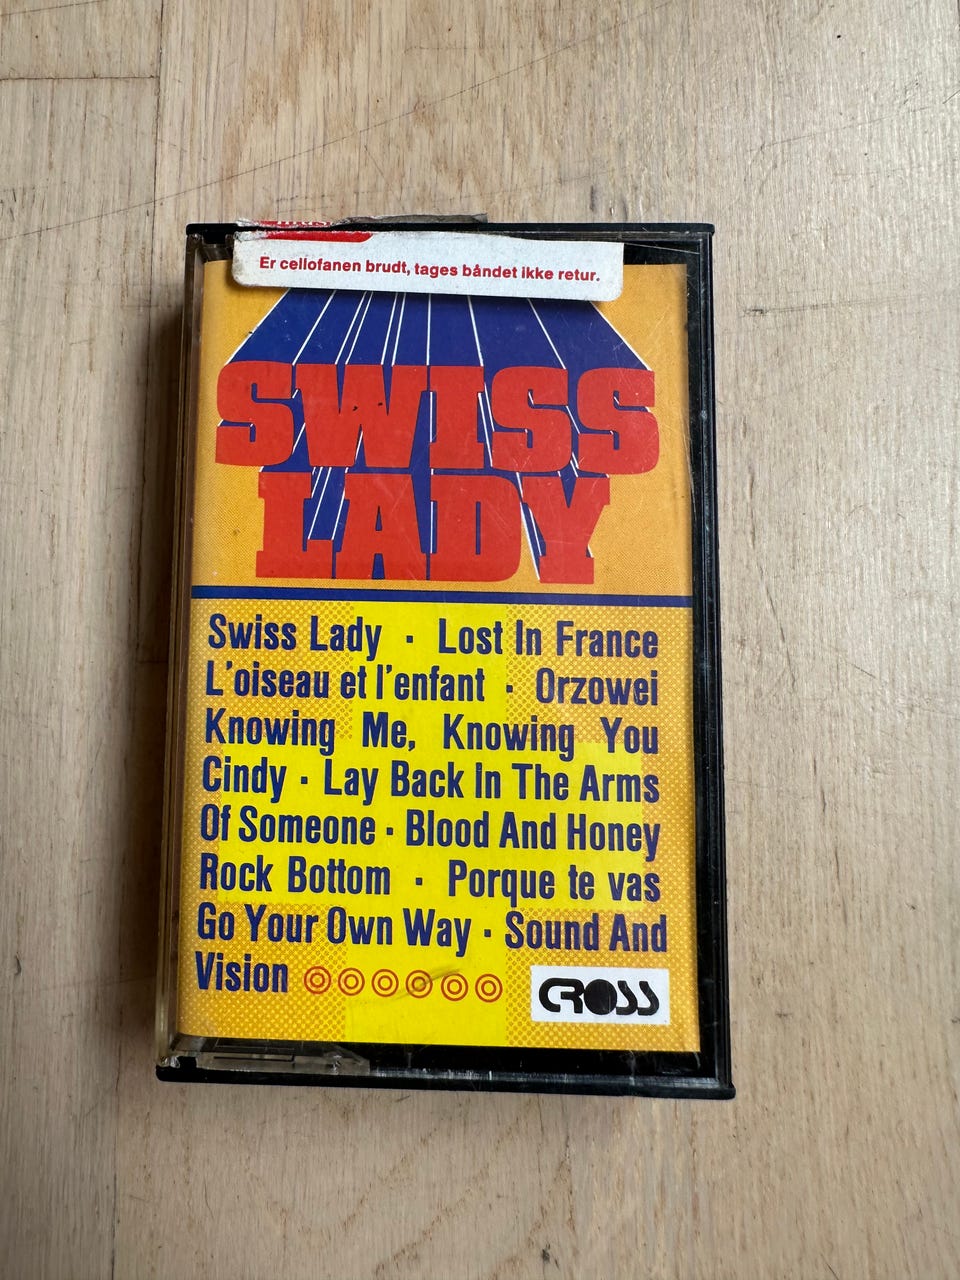 Er cellofanen brudt, tages båndet ikke retur.
SWISS
LADY
Swiss Lady · Lost In France
L'oiseau et l'enfant · Orzowei
Knowing Me, Knowing You
Cindy · Lay Back In The Arms
Of Someone · Blood And Honey
Rock Bottom · Porque te vas
Go Your Own Way · Sound And
Vision
CROSS